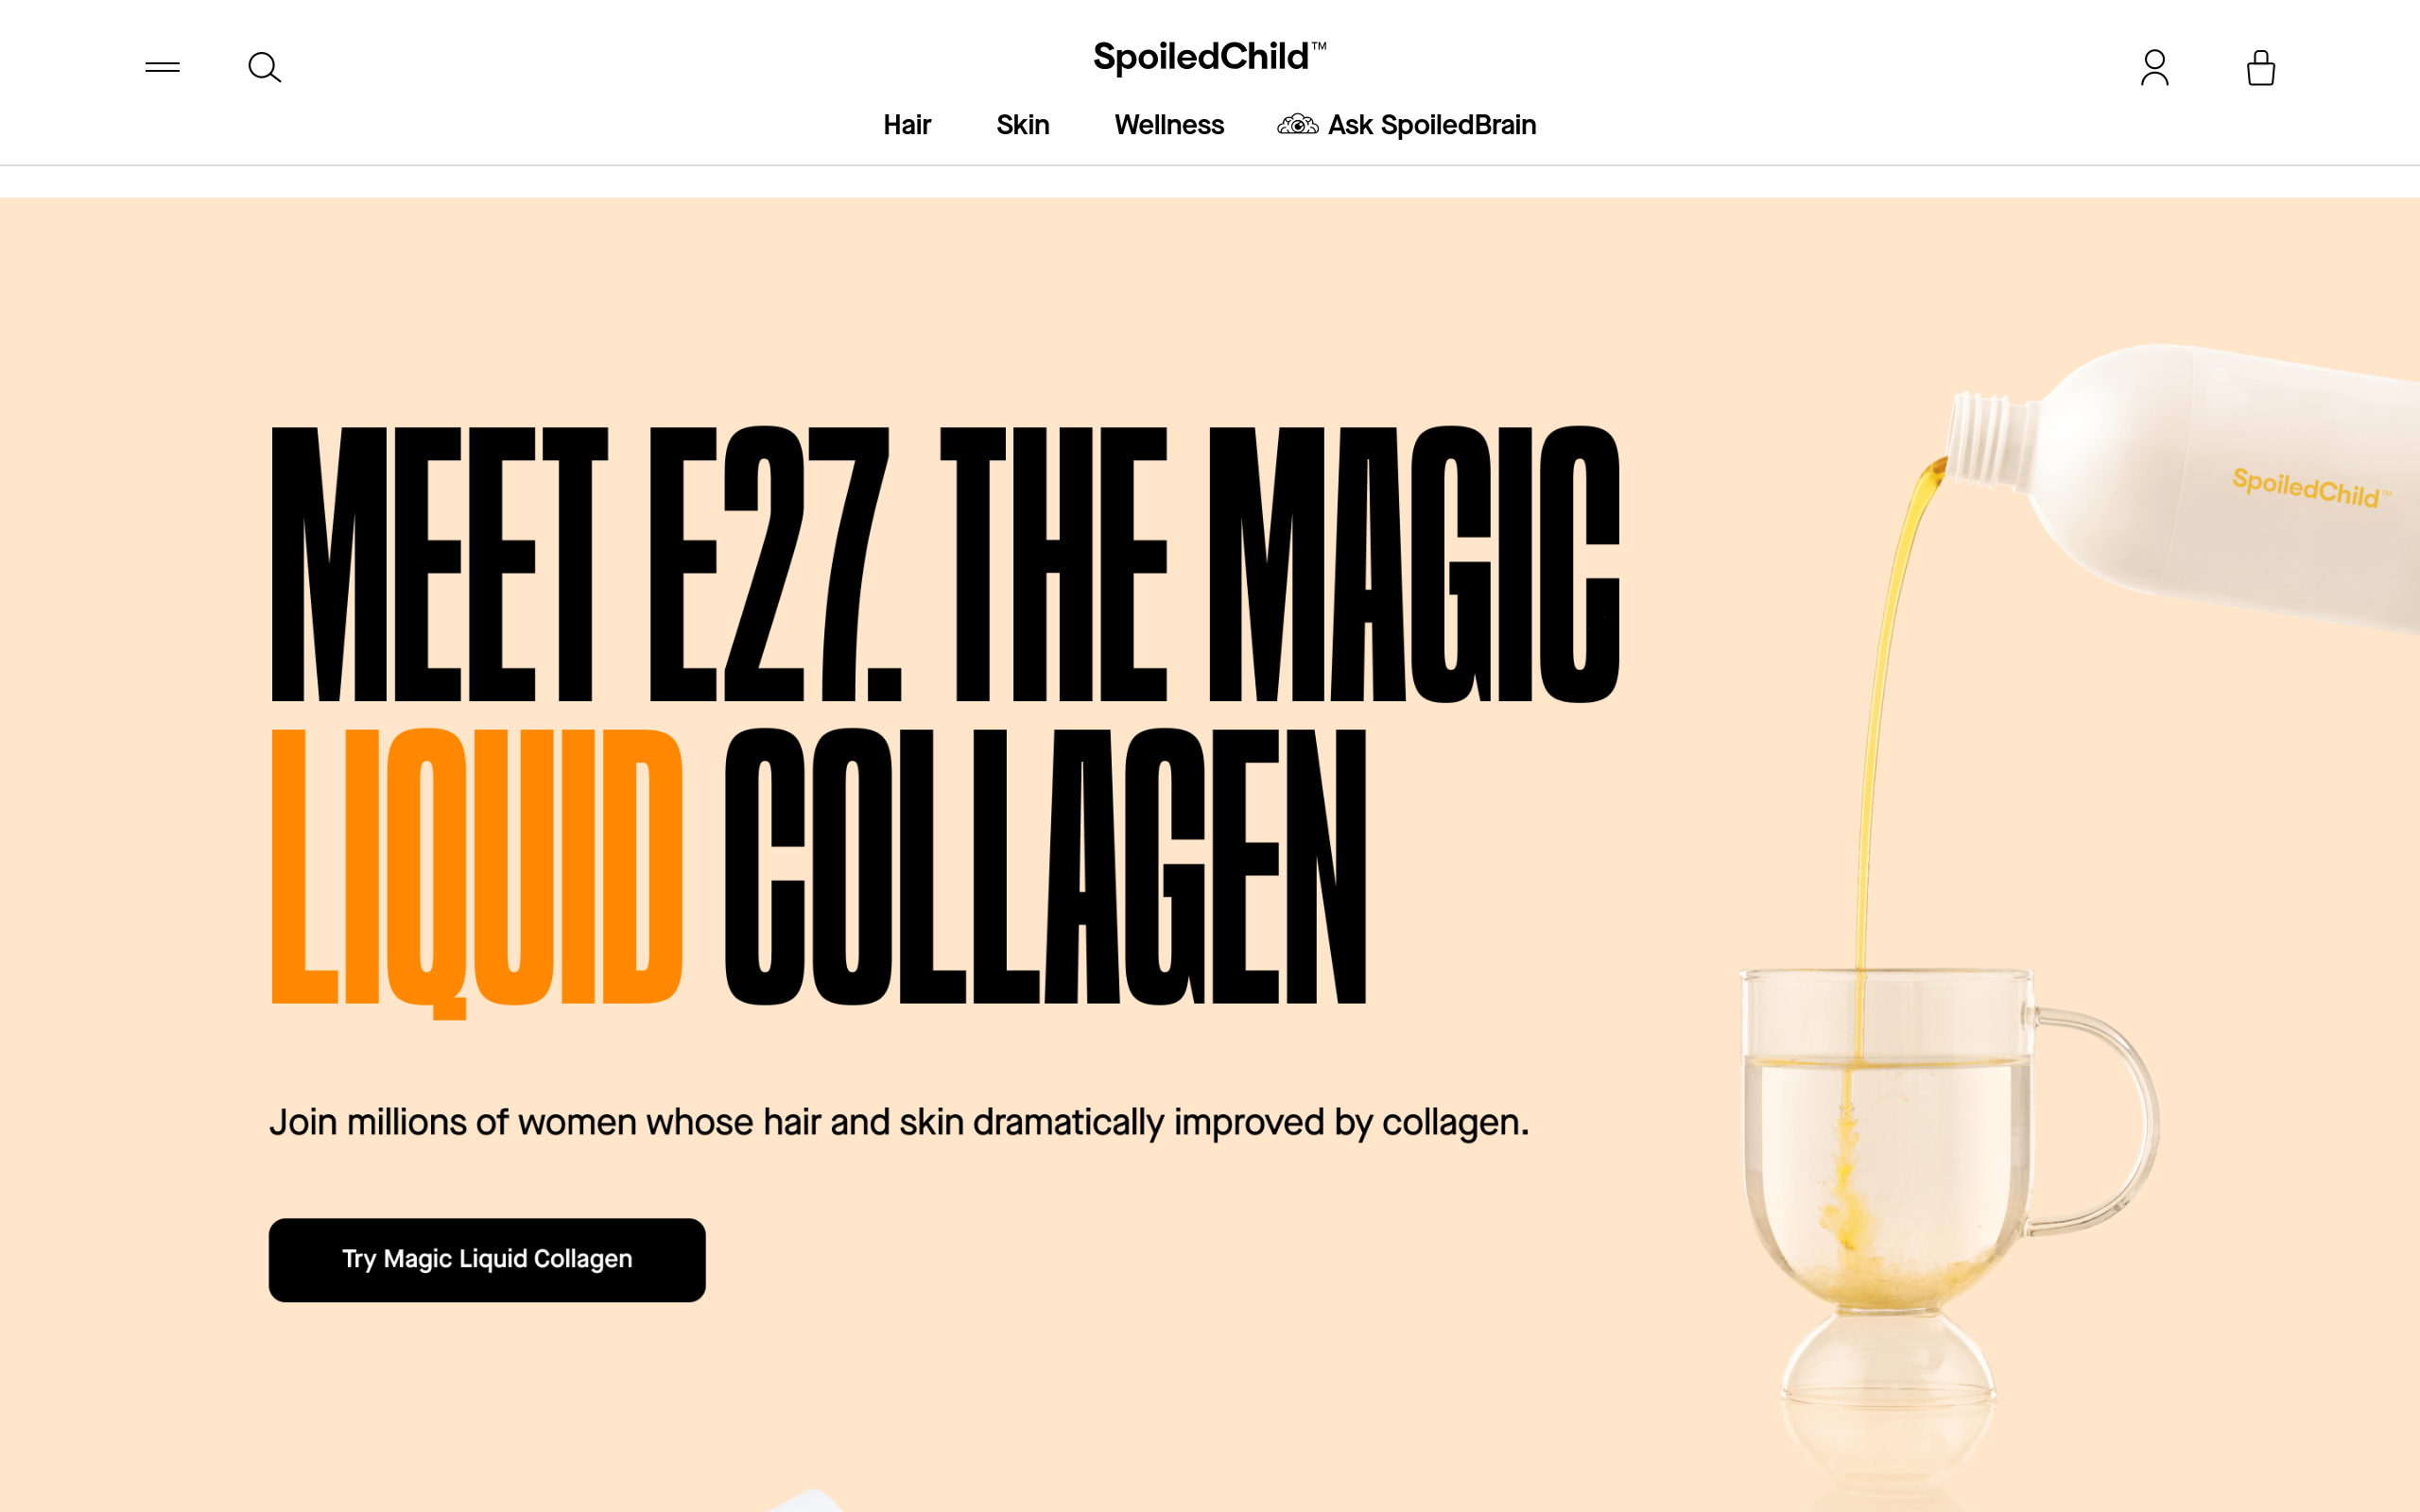 SpoiledChild™
Hair Skin Wellness Ask SpoiledBrain
MEET E27. THE MAGIC
LIQUID COLLAGEN
SpoiledChild™
Join millions of women whose hair and skin dramatically improved by collagen.
Try Magic Liquid Collagen